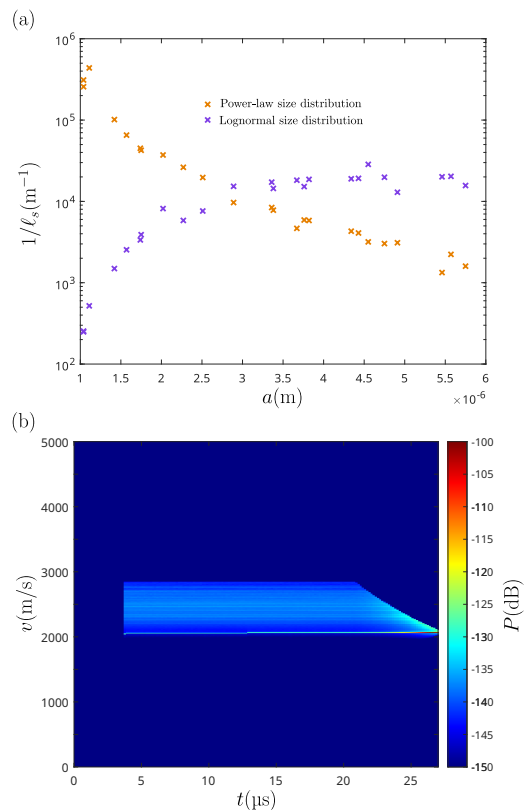 (a)
10^6
10^5
10^4
10^3
10^2
1/ℓ_s(m^{-1})
× Power-law size distribution
× Lognormal size distribution
1 1.5 2 2.5 3 3.5 4 4.5 5 5.5 6
a(m)
×10^{-6}
(b)
5000
4000
3000
2000
1000
0
v(m/s)
0 5 10 15 20 25
t(µs)
-100
-105
-110
-115
-120
-125
-130
-135
-140
-145
-150
P(dB)